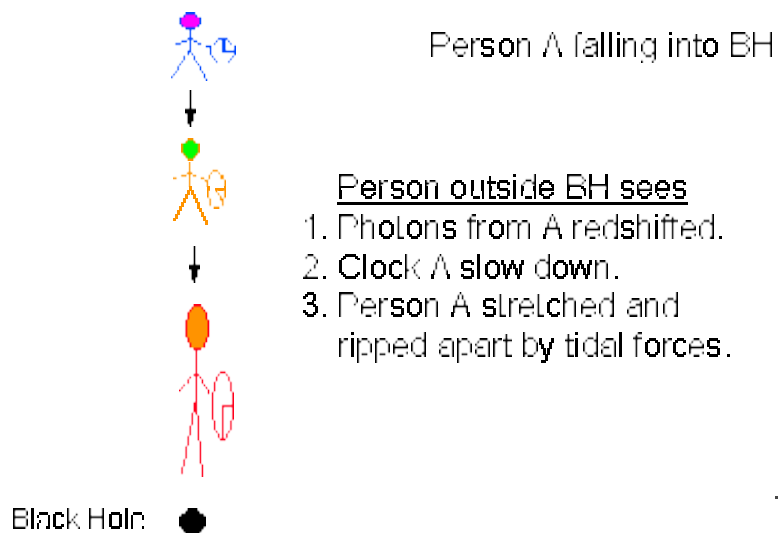 Person A falling into BH
Person outside BH sees
1. Photons from A redshifted.
2. Clock A slow down.
3. Person A stretched and
ripped apart by tidal forces.
Black Hole